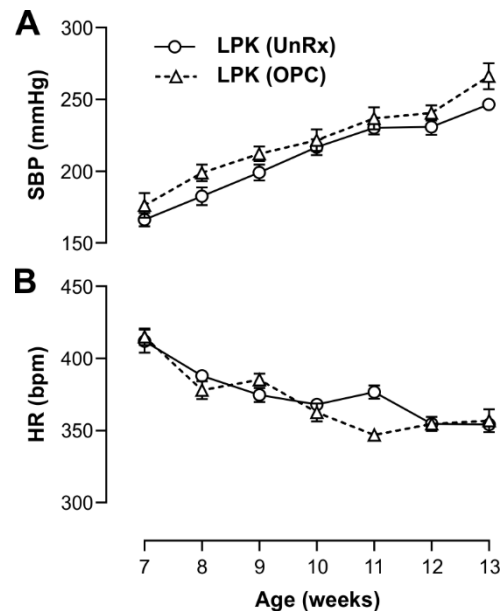 A
300
250
200
150
SBP (mmHg)
LPK (UnRx)
LPK (OPC)
B
450
400
350
300
HR (bpm)
7 8 9 10 11 12 13
Age (weeks)